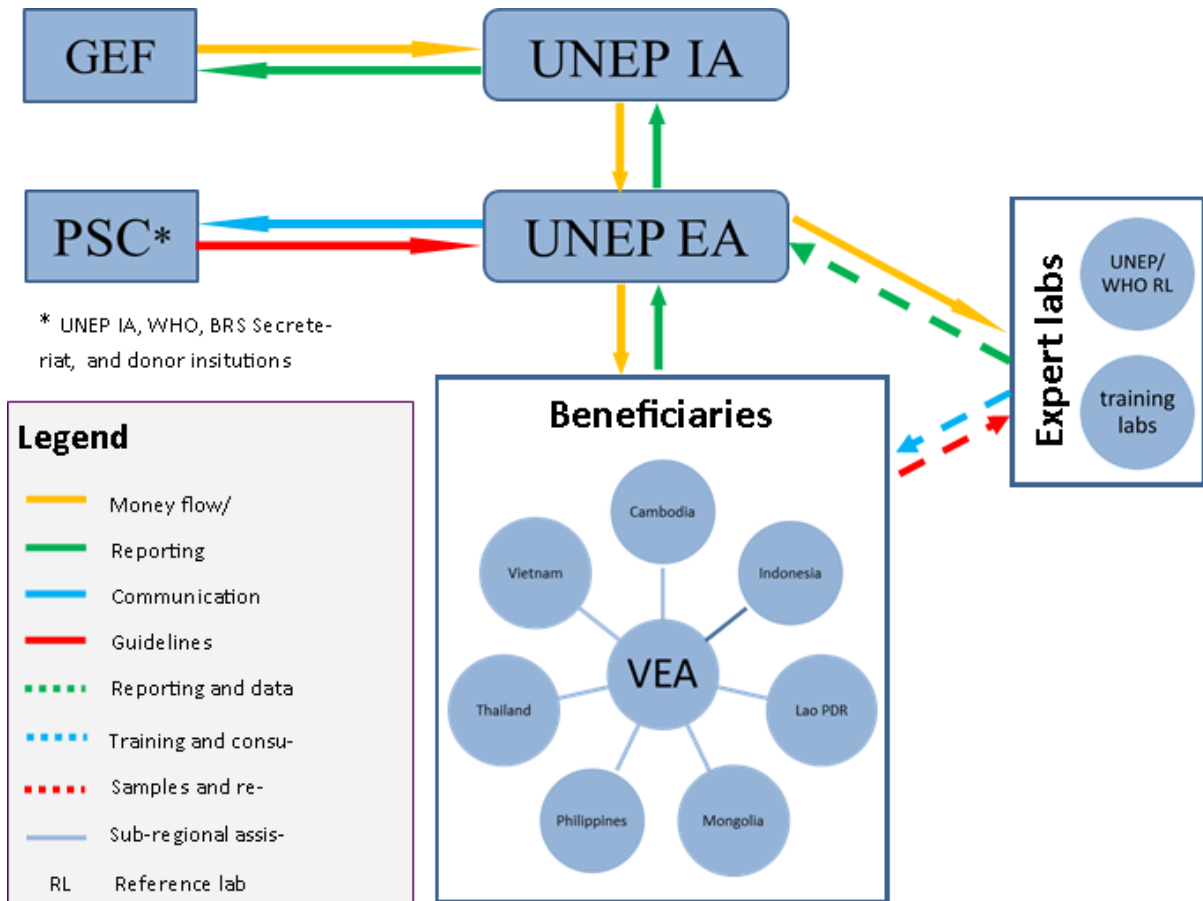 GEF
UNEP IA
PSC*
UNEP EA
* UNEP IA, WHO, BRS Secrete-
riat, and donor insitutions
Expert labs
UNEP/
WHO RL
training
labs
Beneficiaries
Cambodia
Indonesia
Lao PDR
Mongolia
Philippines
Thailand
Vietnam
VEA
Legend
Money flow/
Reporting
Communication
Guidelines
Reporting and data
Training and consu-
Samples and re-
Sub-regional assis-
RL Reference lab